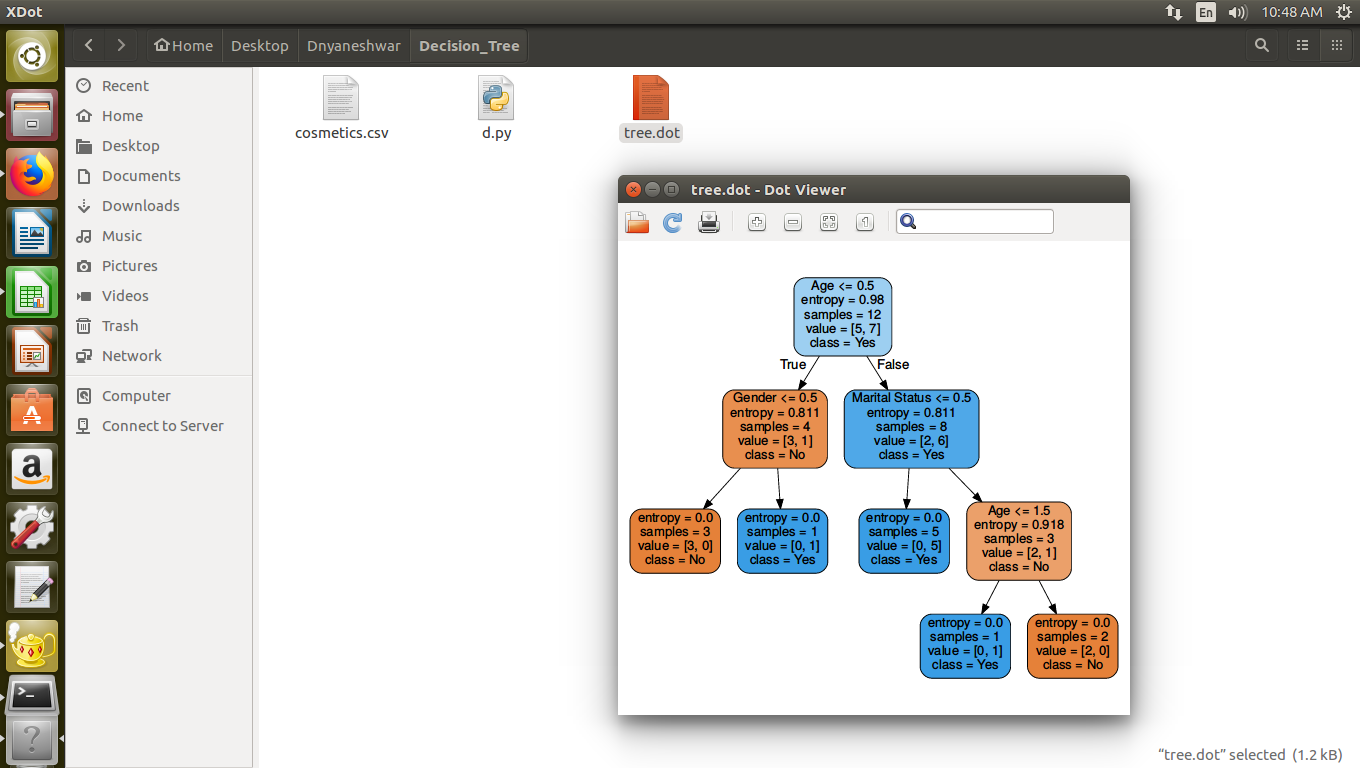 XDot
En
10:48 AM
Home
Desktop
Dnyaneshwar
Decision_Tree
Recent
Home
Desktop
Documents
Downloads
Music
Pictures
Videos
Trash
Network
Computer
Connect to Server
cosmetics.csv
d.py
tree.dot
tree.dot - Dot Viewer
1
Age <= 0.5
entropy = 0.98
samples = 12
value = [5, 7]
class = Yes
True
False
Gender <= 0.5
entropy = 0.811
samples = 4
value = [3, 1]
class = No
Marital Status <= 0.5
entropy = 0.811
samples = 8
value = [2, 6]
class = Yes
entropy = 0.0
samples = 3
value = [3, 0]
class = No
entropy = 0.0
samples = 1
value = [0, 1]
class = Yes
entropy = 0.0
samples = 5
value = [0, 5]
class = Yes
Age <= 1.5
entropy = 0.918
samples = 3
value = [2, 1]
class = No
entropy = 0.0
samples = 1
value = [0, 1]
class = Yes
entropy = 0.0
samples = 2
value = [2, 0]
class = No
“tree.dot” selected (1.2 kB)